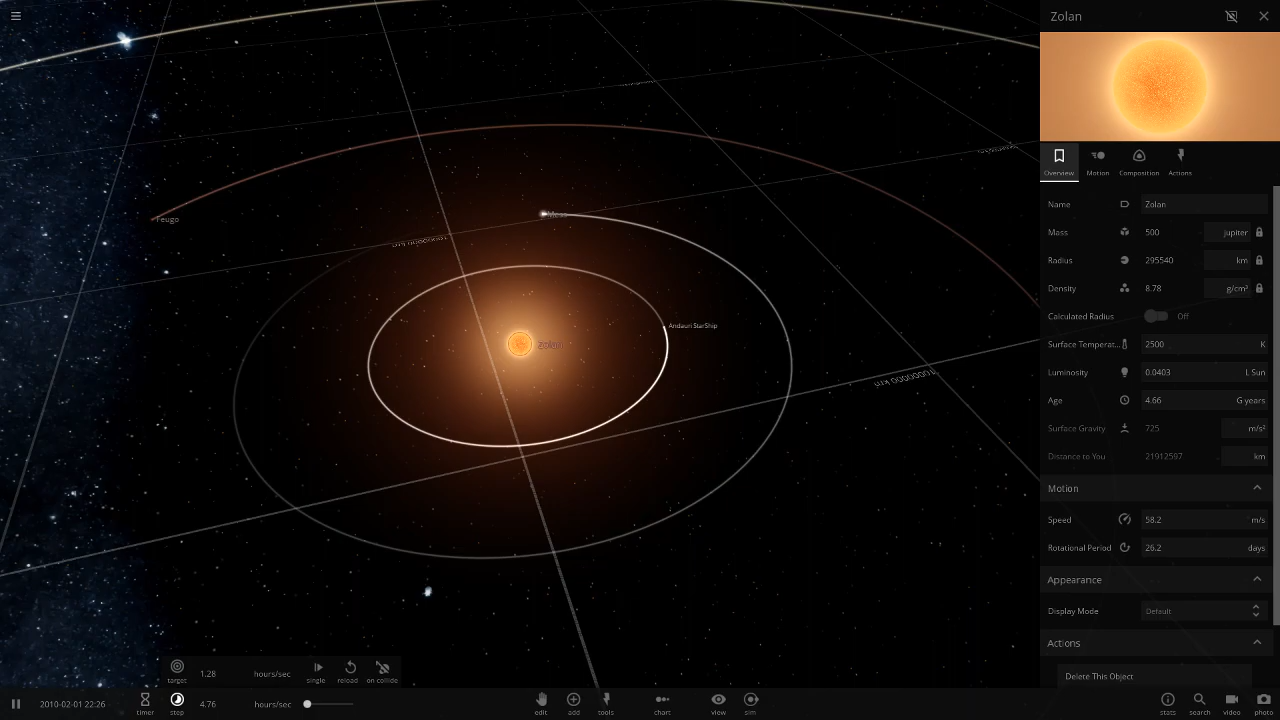 Zolan
Overview Motion Composition Actions
Name Zolan
Mass 500 jupiter
Radius 295540 km
Density 8.78 g/cm³
Calculated Radius Off
Surface Temperat... 2500 K
Luminosity 0.0403 L Sun
Age 4.66 G years
Surface Gravity 725 m/s²
Distance to You 21912597 km
Motion
Speed 58.2 m/s
Rotational Period 26.2 days
Appearance
Display Mode Default
Actions
Delete This Object
Feugo
Andauri StarShip
Zolan
10000000 km
target 1.28 hours/sec single reload on collide
2010-02-01 22:26 timer step 4.76 hours/sec edit add tools chart view sim stats search video photo